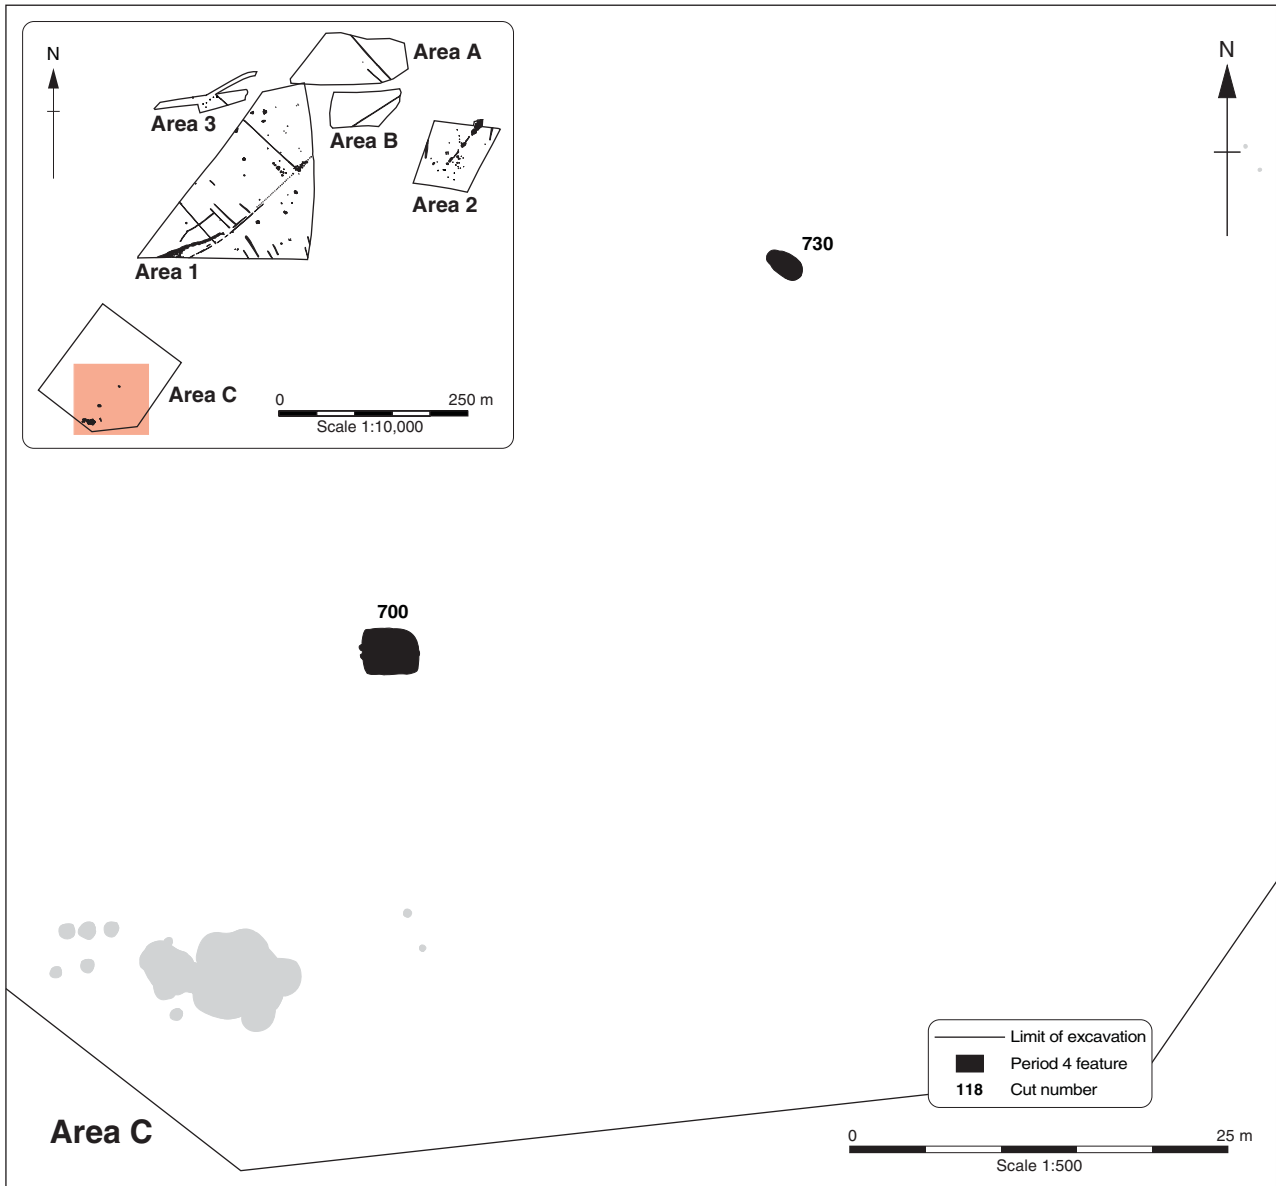 N
Area A
Area 3
Area B
Area 2
Area 1
Area C
0 250 m
Scale 1:10,000
N
730
700
Limit of excavation
Period 4 feature
118 Cut number
Area C
0 25 m
Scale 1:500